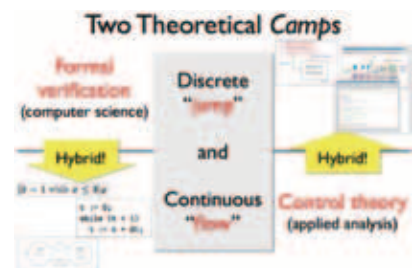 Two Theoretical Camps
Formal
verification
(computer science)
Hybrid!
Discrete
"jump"
and
Continuous
"flow"
Hybrid!
Control theory
(applied analysis)